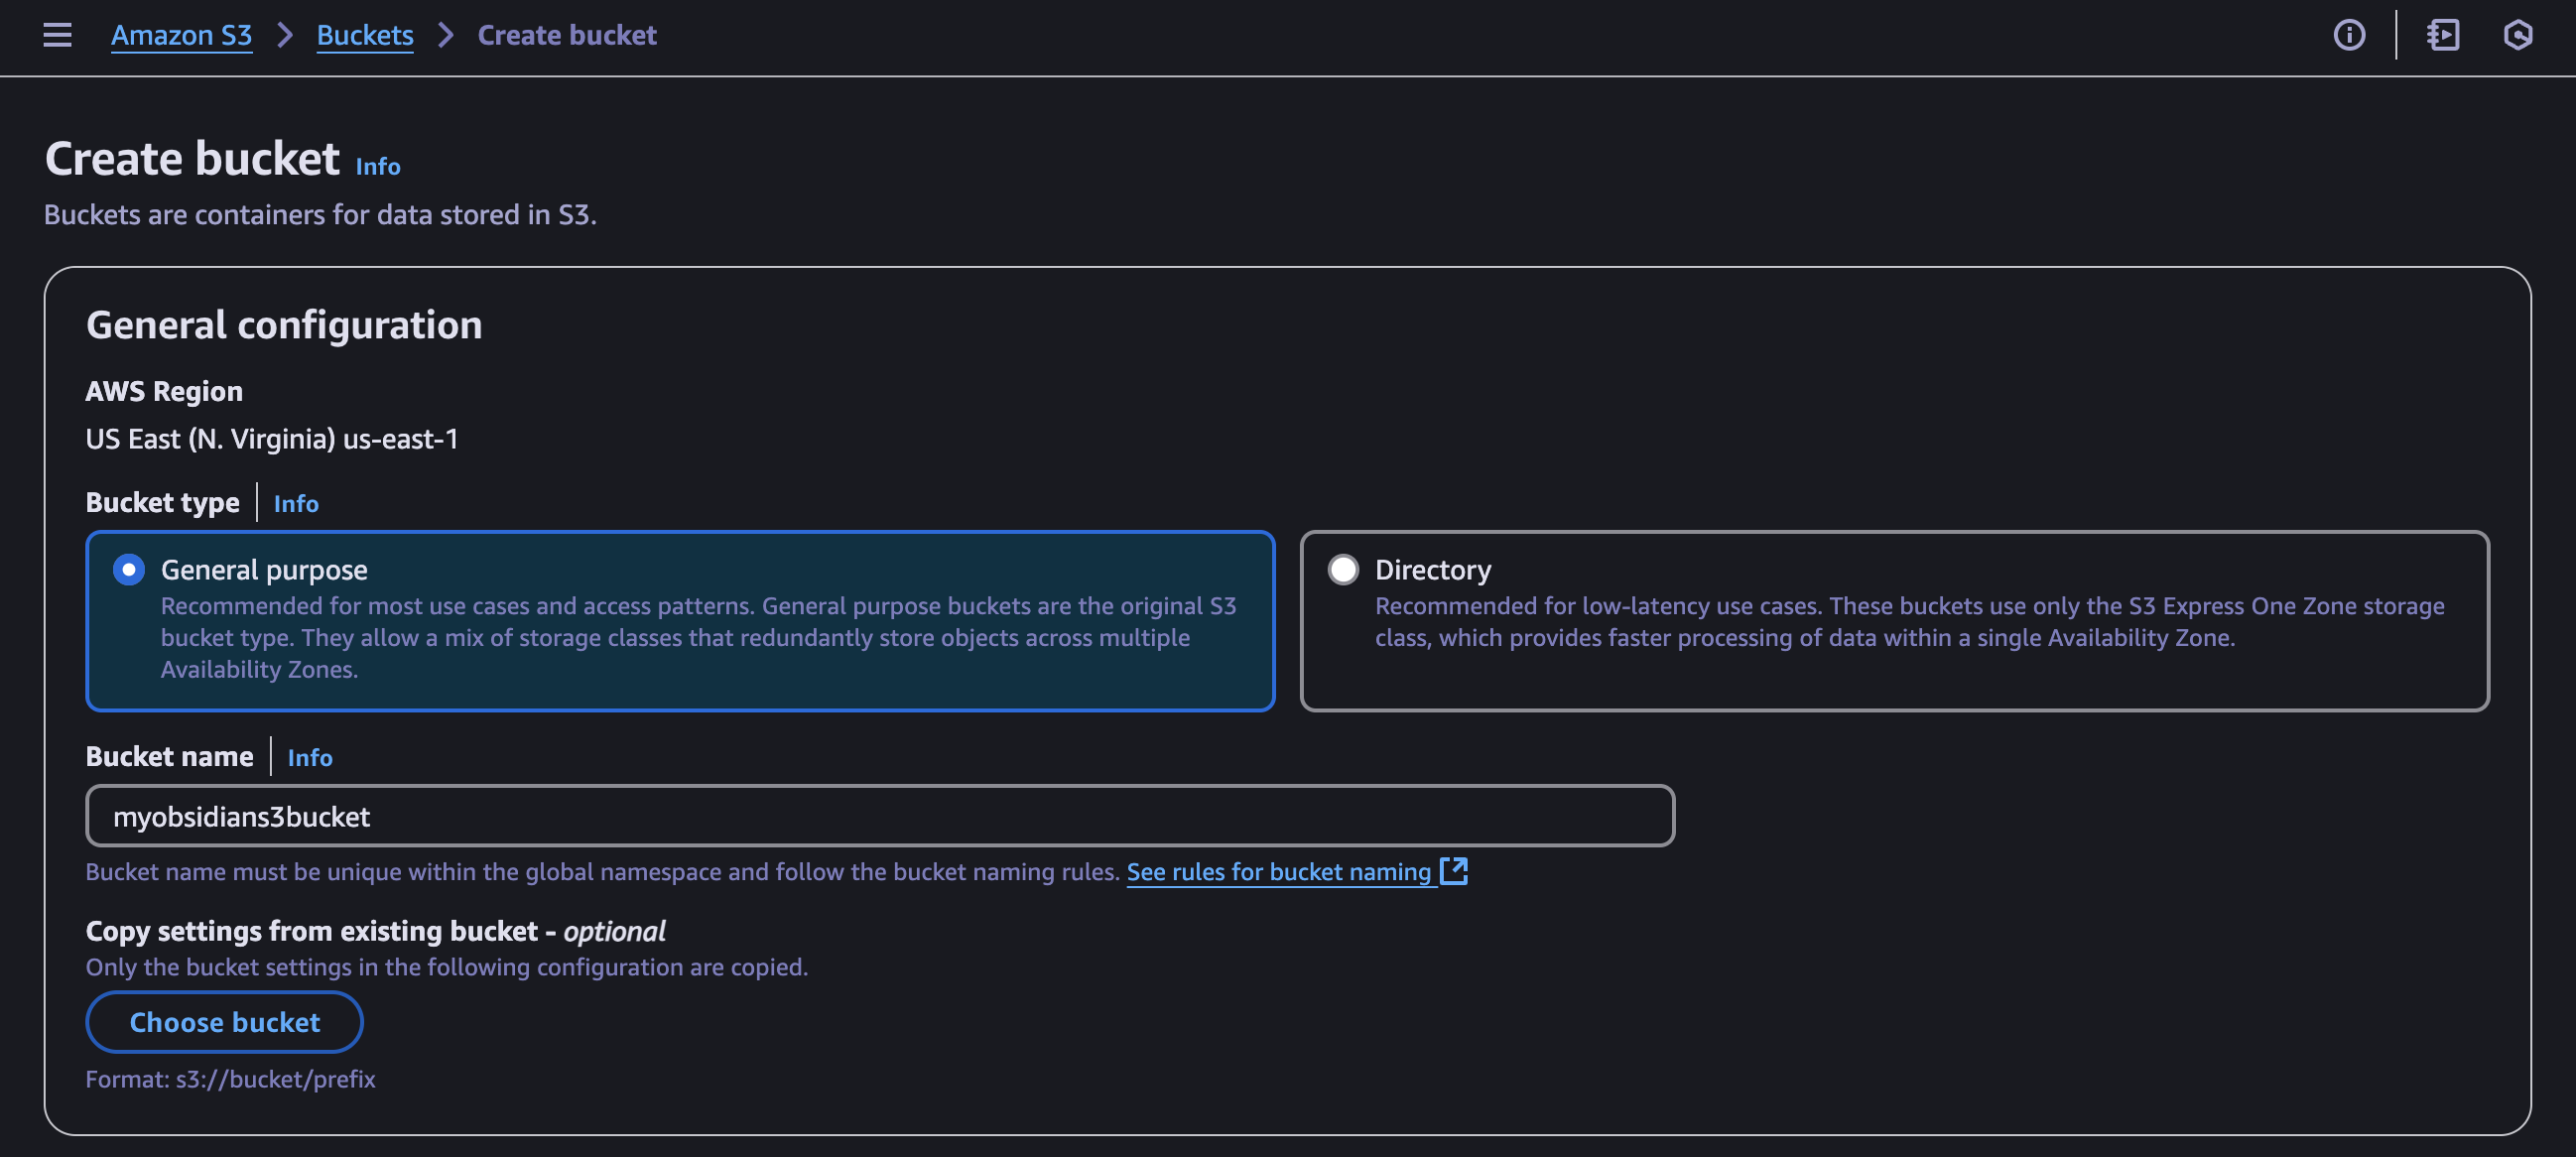 Amazon S3 > Buckets > Create bucket
Create bucket Info
Buckets are containers for data stored in S3.
General configuration
AWS Region
US East (N. Virginia) us-east-1
Bucket type Info
General purpose
Recommended for most use cases and access patterns. General purpose buckets are the original S3
bucket type. They allow a mix of storage classes that redundantly store objects across multiple
Availability Zones.
Directory
Recommended for low-latency use cases. These buckets use only the S3 Express One Zone storage
class, which provides faster processing of data within a single Availability Zone.
Bucket name Info
myobsidians3bucket
Bucket name must be unique within the global namespace and follow the bucket naming rules. See rules for bucket naming
Copy settings from existing bucket - optional
Only the bucket settings in the following configuration are copied.
Choose bucket
Format: s3://bucket/prefix